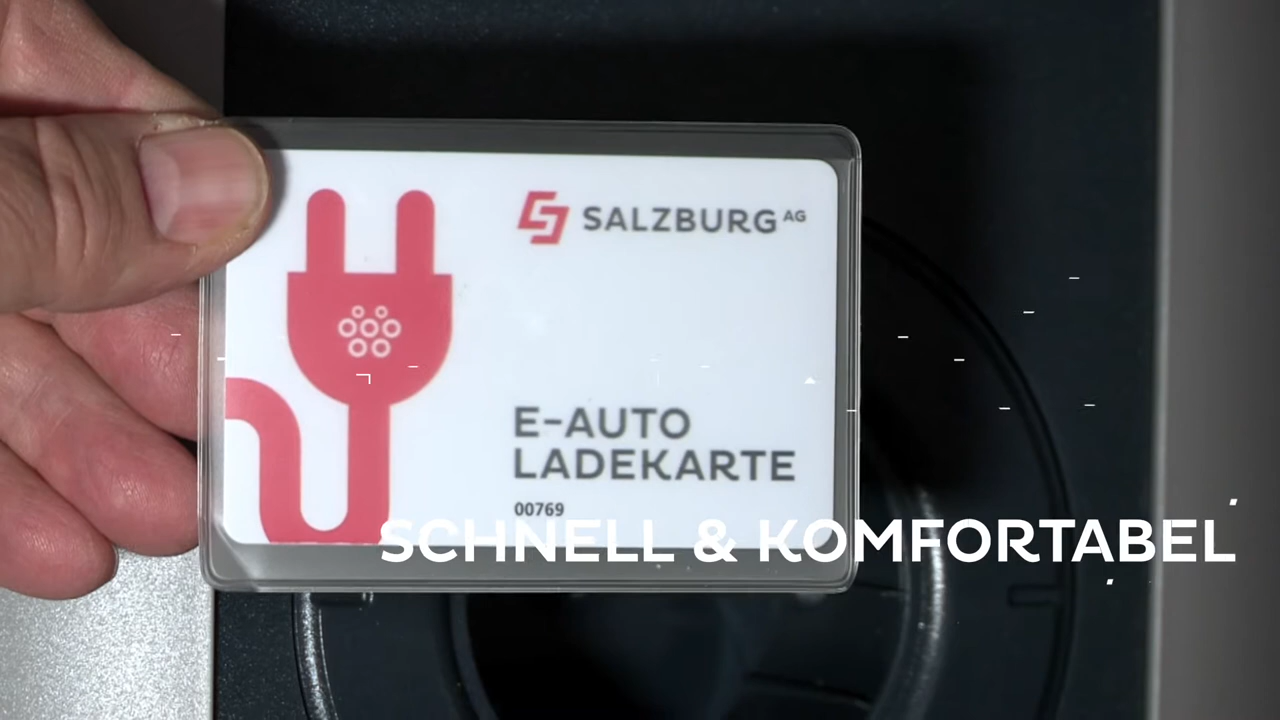 SALZBURG AG
E-AUTO
LADEKARTE
00769
SCHNELL & KOMFORTABEL